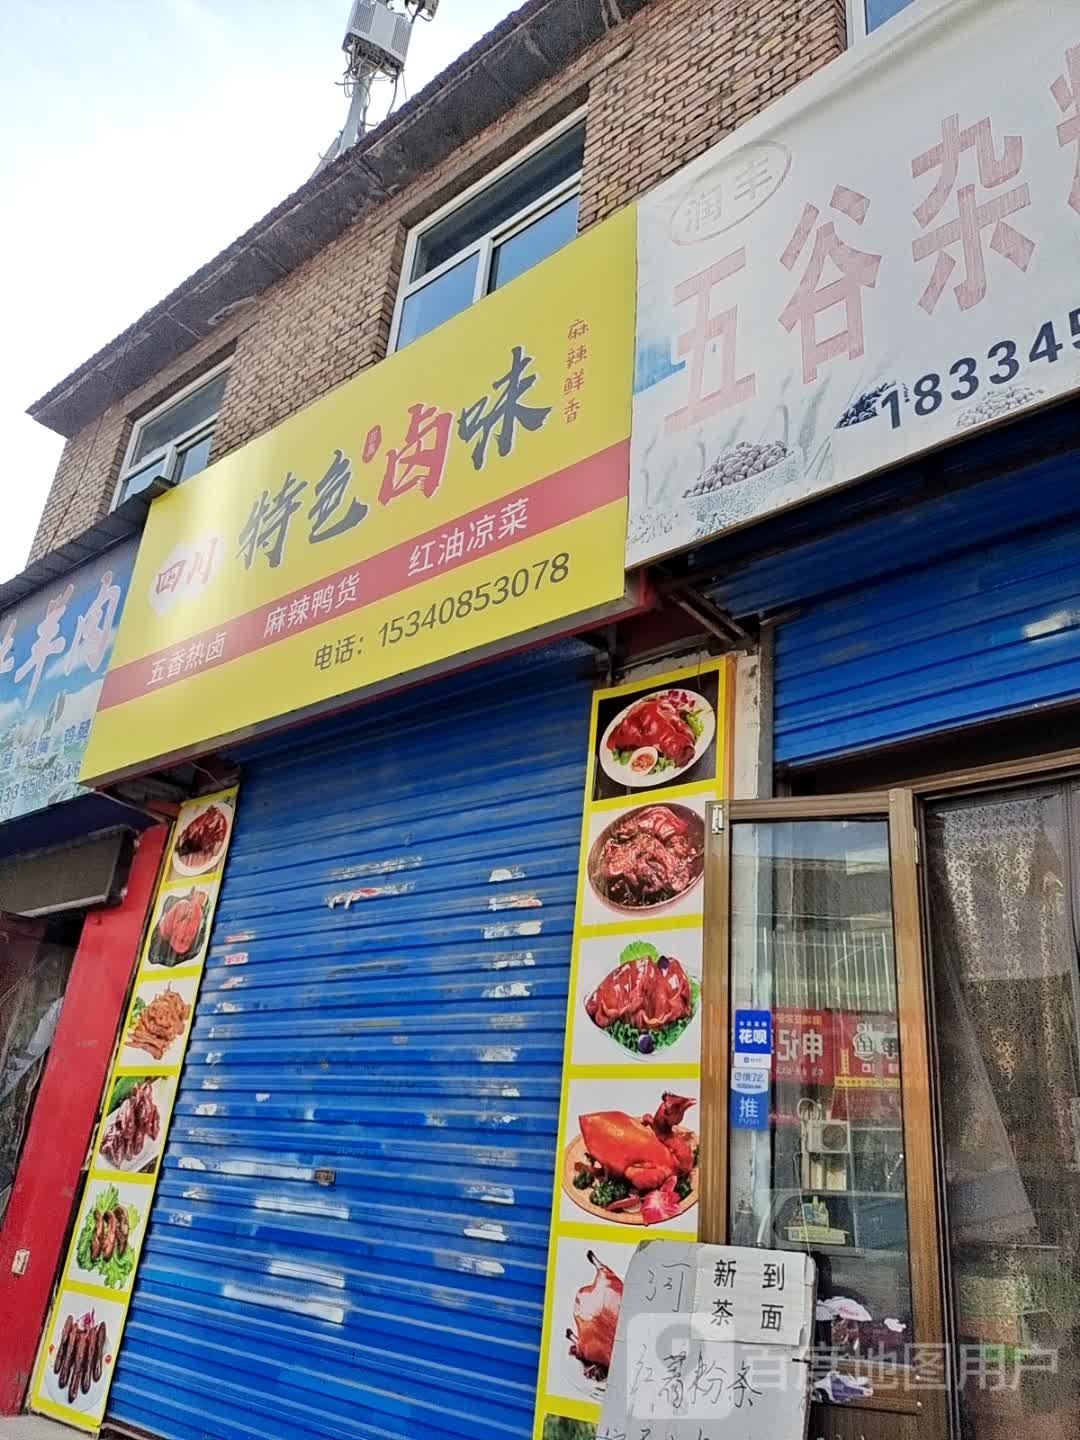 四川 特色卤味
麻辣鲜香
五香热卤 麻辣鸭货 红油凉菜
电话：15340853078
润丰
五谷杂
183345
羊肉
花呗
推
新到
茶面
河
红薯粉条
百度地图用户